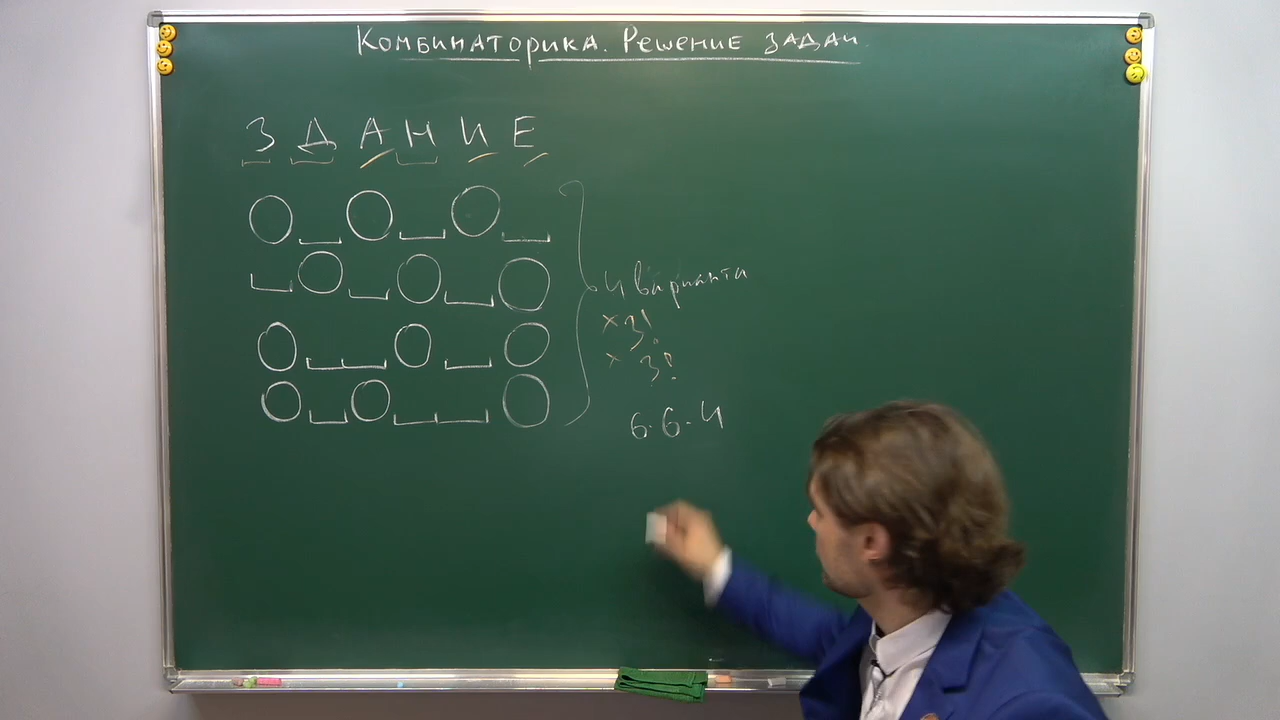 Комбинаторика. Решение задач.
З Д А Н И Е
4 варианта
× 3!
× 3!
6·6·4